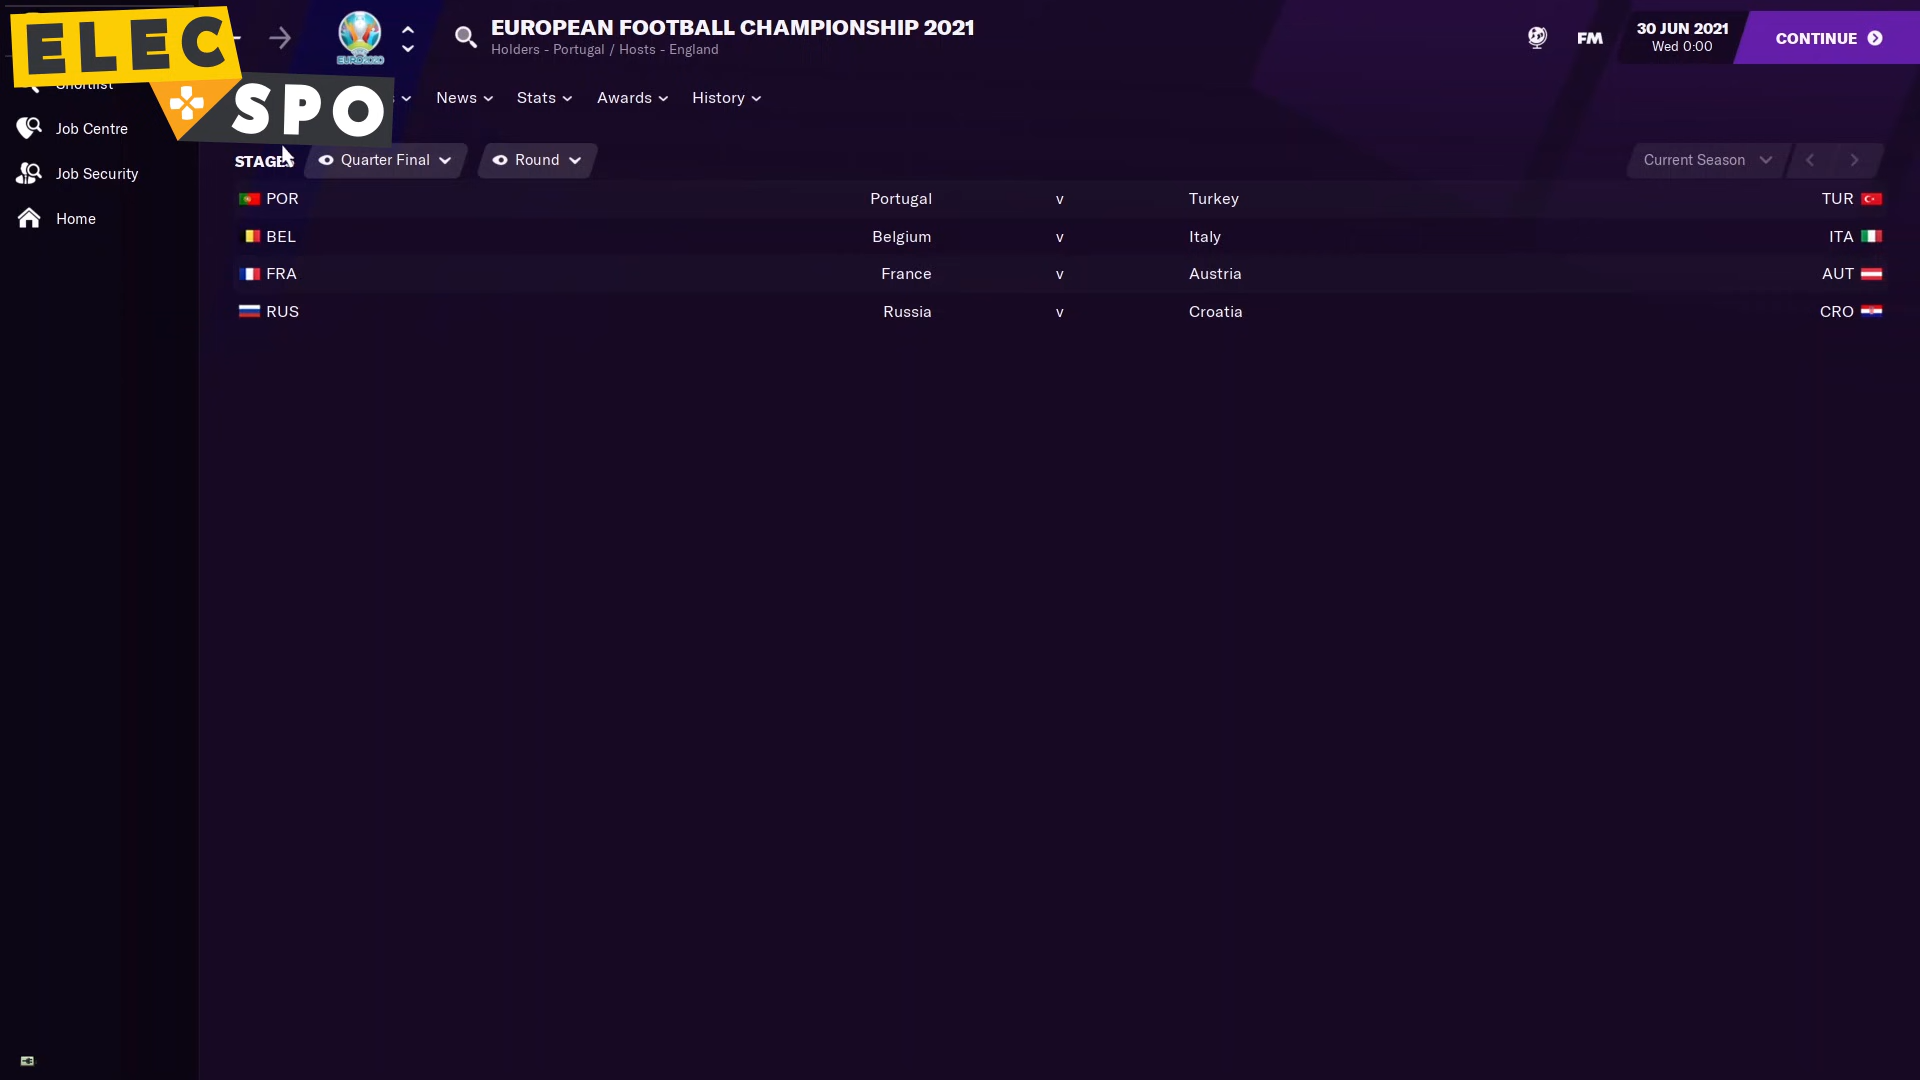 ELEC
SPO
EURO2020
EUROPEAN FOOTBALL CHAMPIONSHIP 2021
Holders - Portugal / Hosts - England
FM
30 JUN 2021
Wed 0:00
CONTINUE
Shortlist
Job Centre
Job Security
Home
News
Stats
Awards
History
STAGES
Quarter Final
Round
Current Season
POR Portugal v Turkey TUR
BEL Belgium v Italy ITA
FRA France v Austria AUT
RUS Russia v Croatia CRO